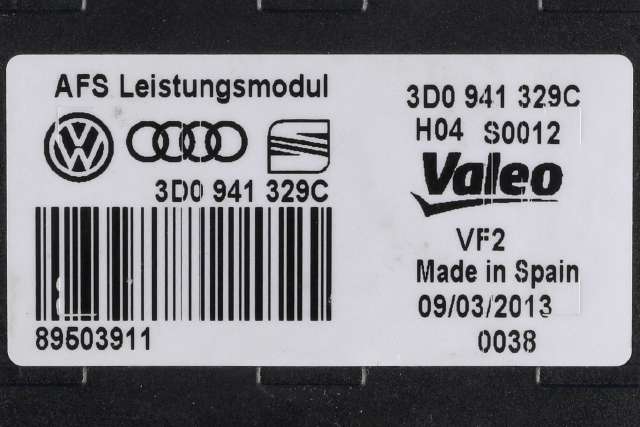 AFS Leistungsmodul
3D0 941 329C
89503911
3D0 941 329C
H04 S0012
Valeo
VF2
Made in Spain
09/03/2013
0038